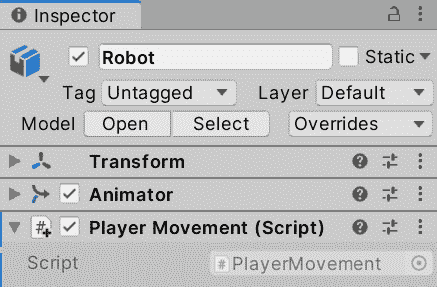 Inspector
Robot Static
Tag Untagged Layer Default
Model Open Select Overrides
Transform
Animator
# Player Movement (Script)
Script # PlayerMovement